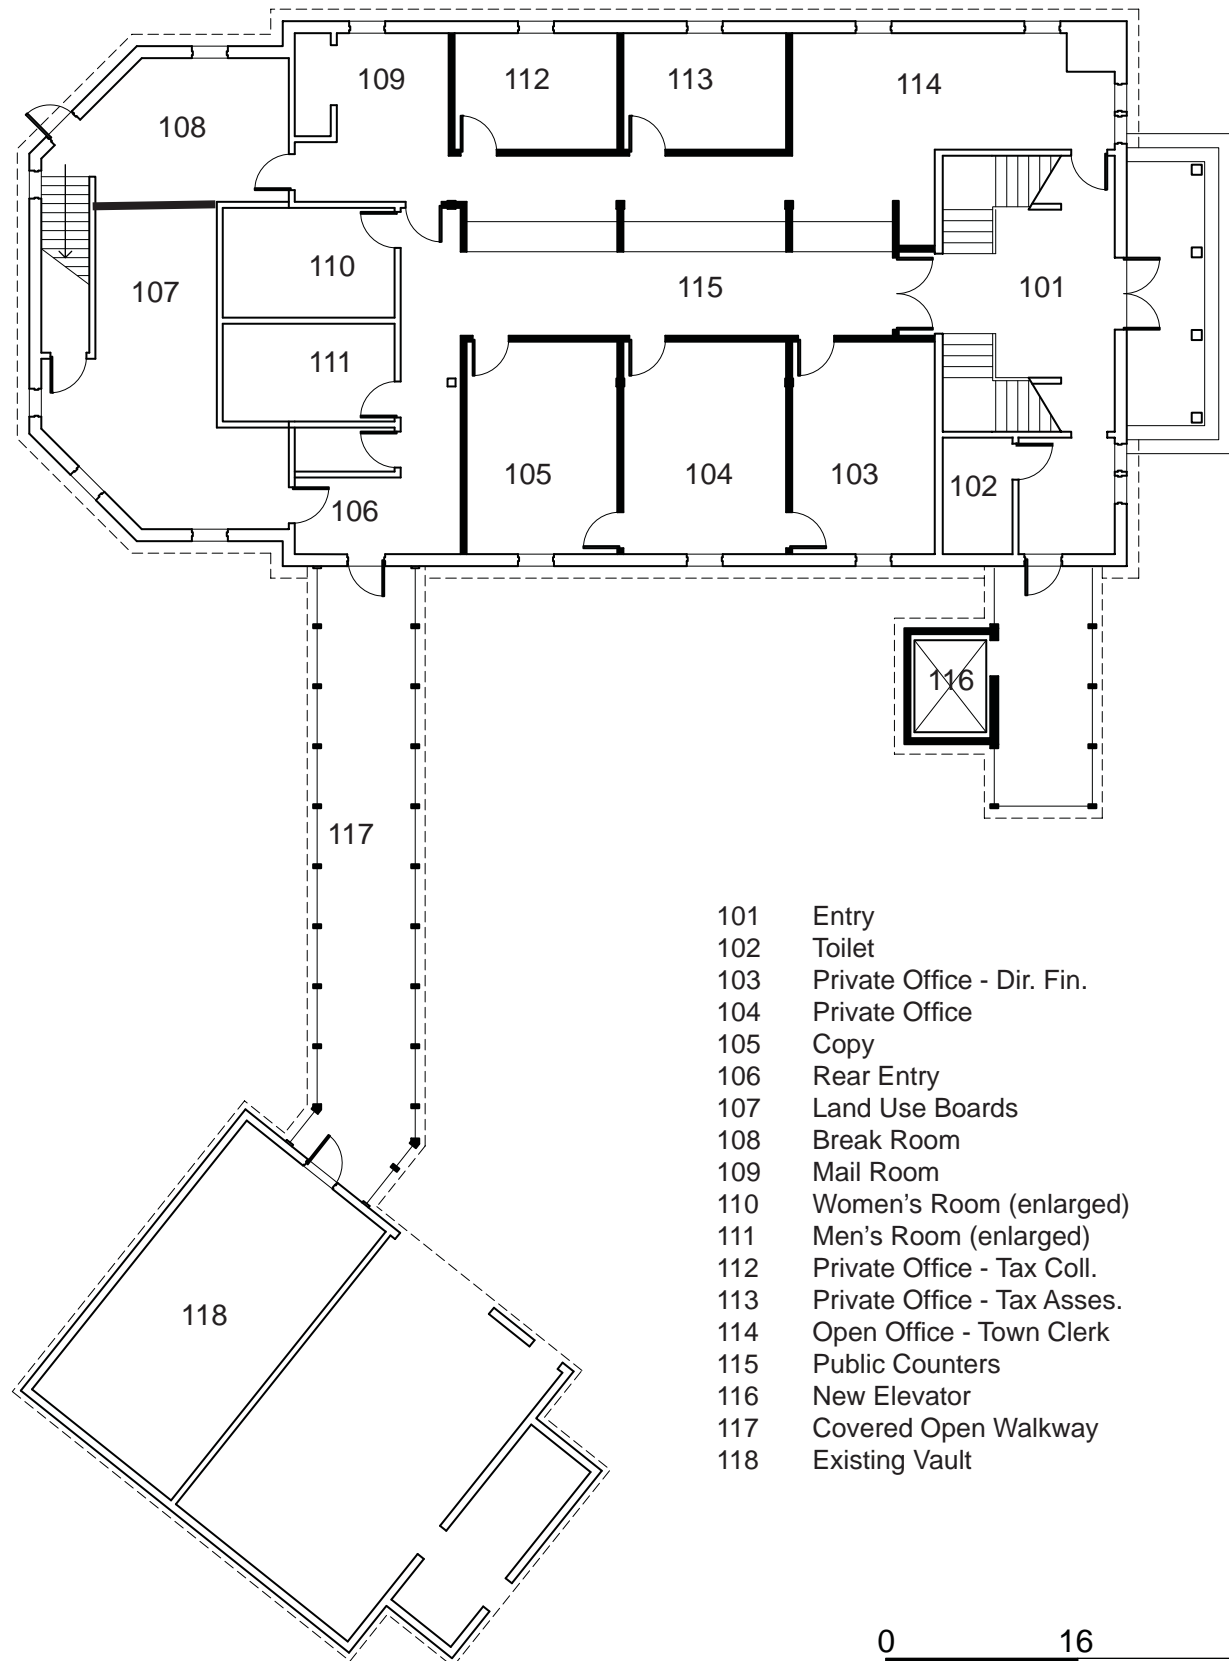 109
112
113
114
108
110
107
115
101
111
105
104
103
102
106
116
117
101 Entry
102 Toilet
103 Private Office - Dir. Fin.
104 Private Office
105 Copy
106 Rear Entry
107 Land Use Boards
108 Break Room
109 Mail Room
110 Women's Room (enlarged)
111 Men's Room (enlarged)
112 Private Office - Tax Coll.
113 Private Office - Tax Asses.
114 Open Office - Town Clerk
115 Public Counters
116 New Elevator
117 Covered Open Walkway
118 Existing Vault
118
0 16